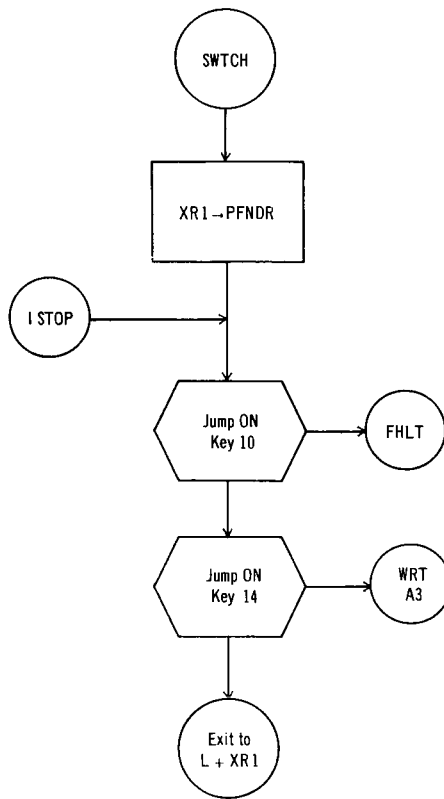 SWTCH
XR1→PFNDR
I STOP
Jump ON
Key 10
FHLT
Jump ON
Key 14
WRT
A3
Exit to
L + XR1